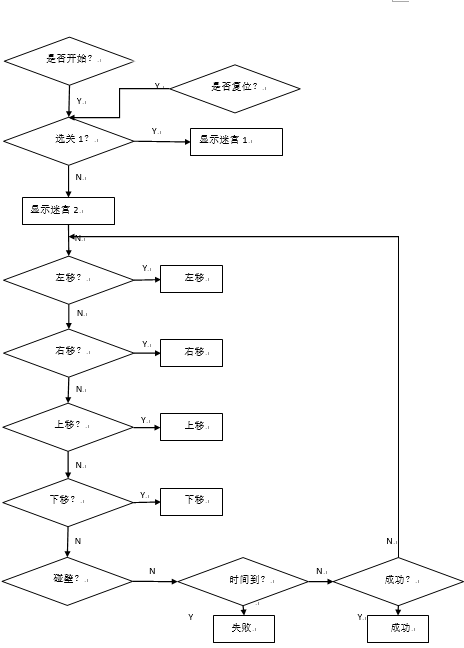 是否开始？
是否复位？
Y
Y
选关 1？
Y
显示迷宫 1
N
显示迷宫 2
N
左移？
Y
左移
N
右移？
Y
右移
N
上移？
Y
上移
N
下移？
Y
下移
N
N
碰壁？
N
时间到？
N
成功？
Y
失败
Y
成功